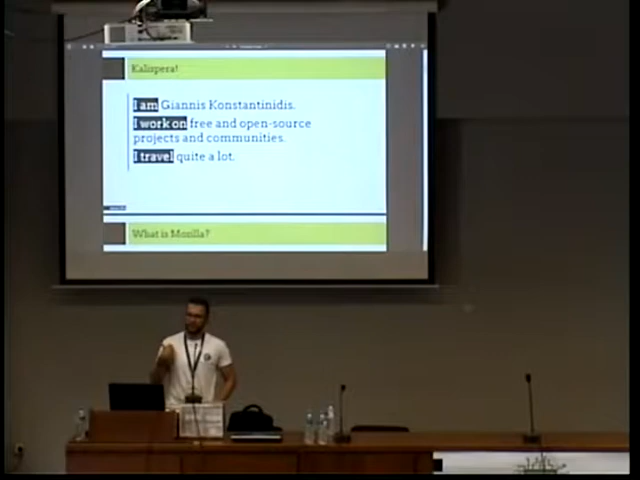 Kalispera!
I am Giannis Konstantinidis.
I work on free and open-source
projects and communities.
I travel quite a lot.
What is Mozilla?